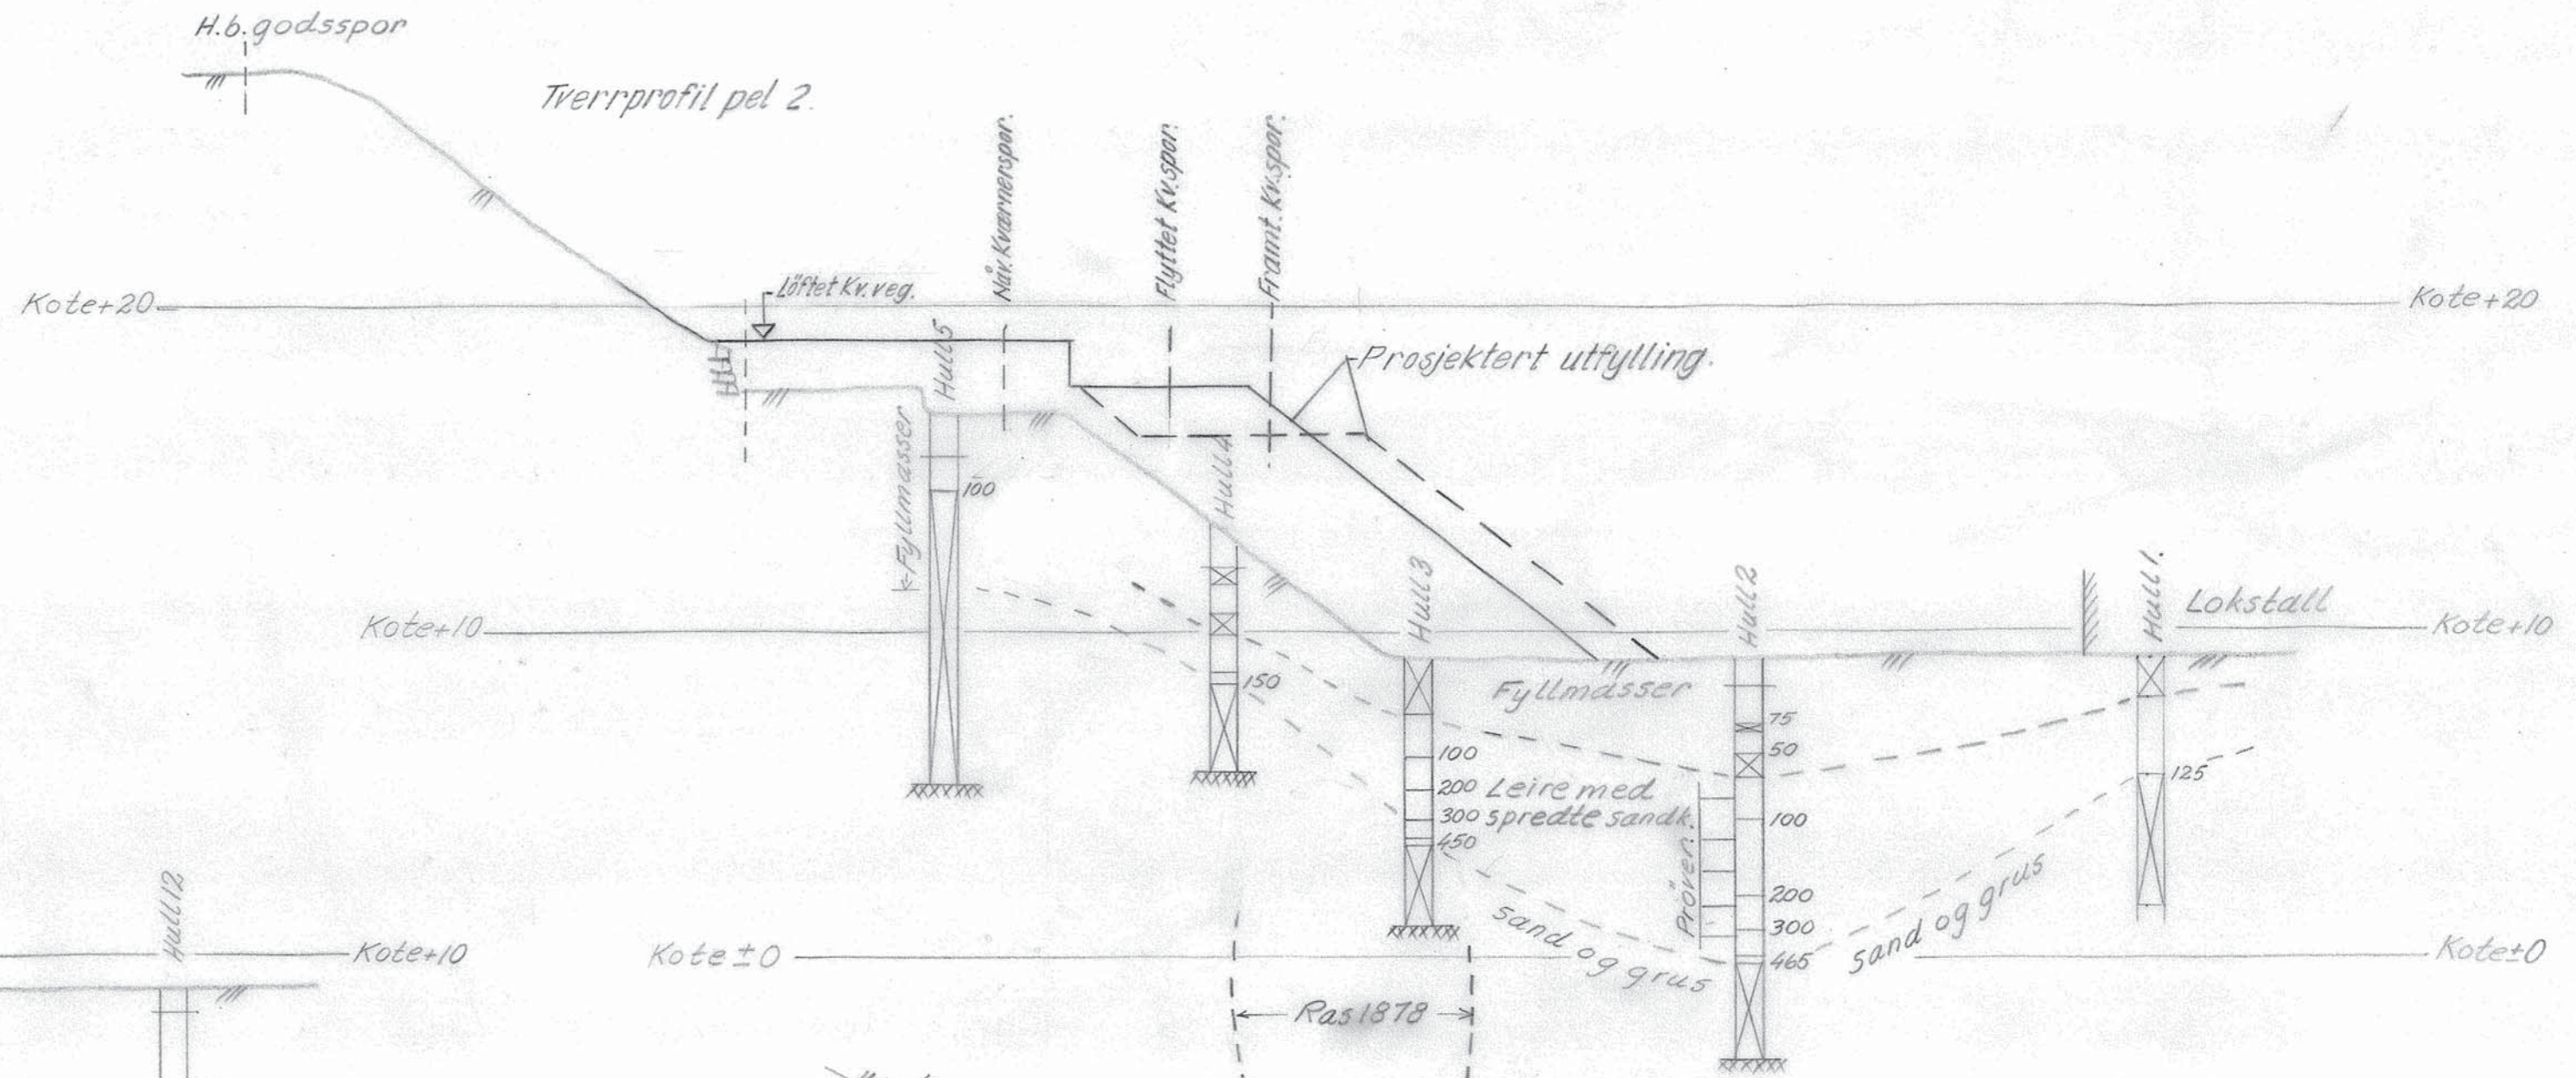 H.b. godsspor
Tverrprofil pel 2.
Nåv. Kværnerspor.
Flyttet Kv.spor.
Framt. Kv.spor.
Löftet Kv. veg.
Kote+20
Kote+20
Hull 5
Prosjektert utfylling.
Fyllmasser
100
Hull 4
Hull 3
Hull 2
Hull 1.
Lokstall
Kote+10
Kote+10
150
Fyllmasser
75
50
100
200
300
450
Leire med
spredte sandk.
Pröver.
100
200
300
465
125
sand og grus
sand og grus
Hull 12
Kote+10
Kote±0
Kote±0
Ras 1878